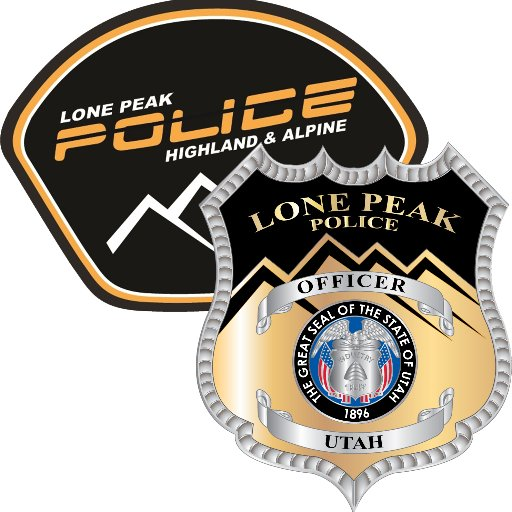 LONE PEAK
POLICE
HIGHLAND & ALPINE
LONE PEAK
POLICE
OFFICER
THE GREAT SEAL OF THE STATE OF UTAH
INDUSTRY
1896
UTAH